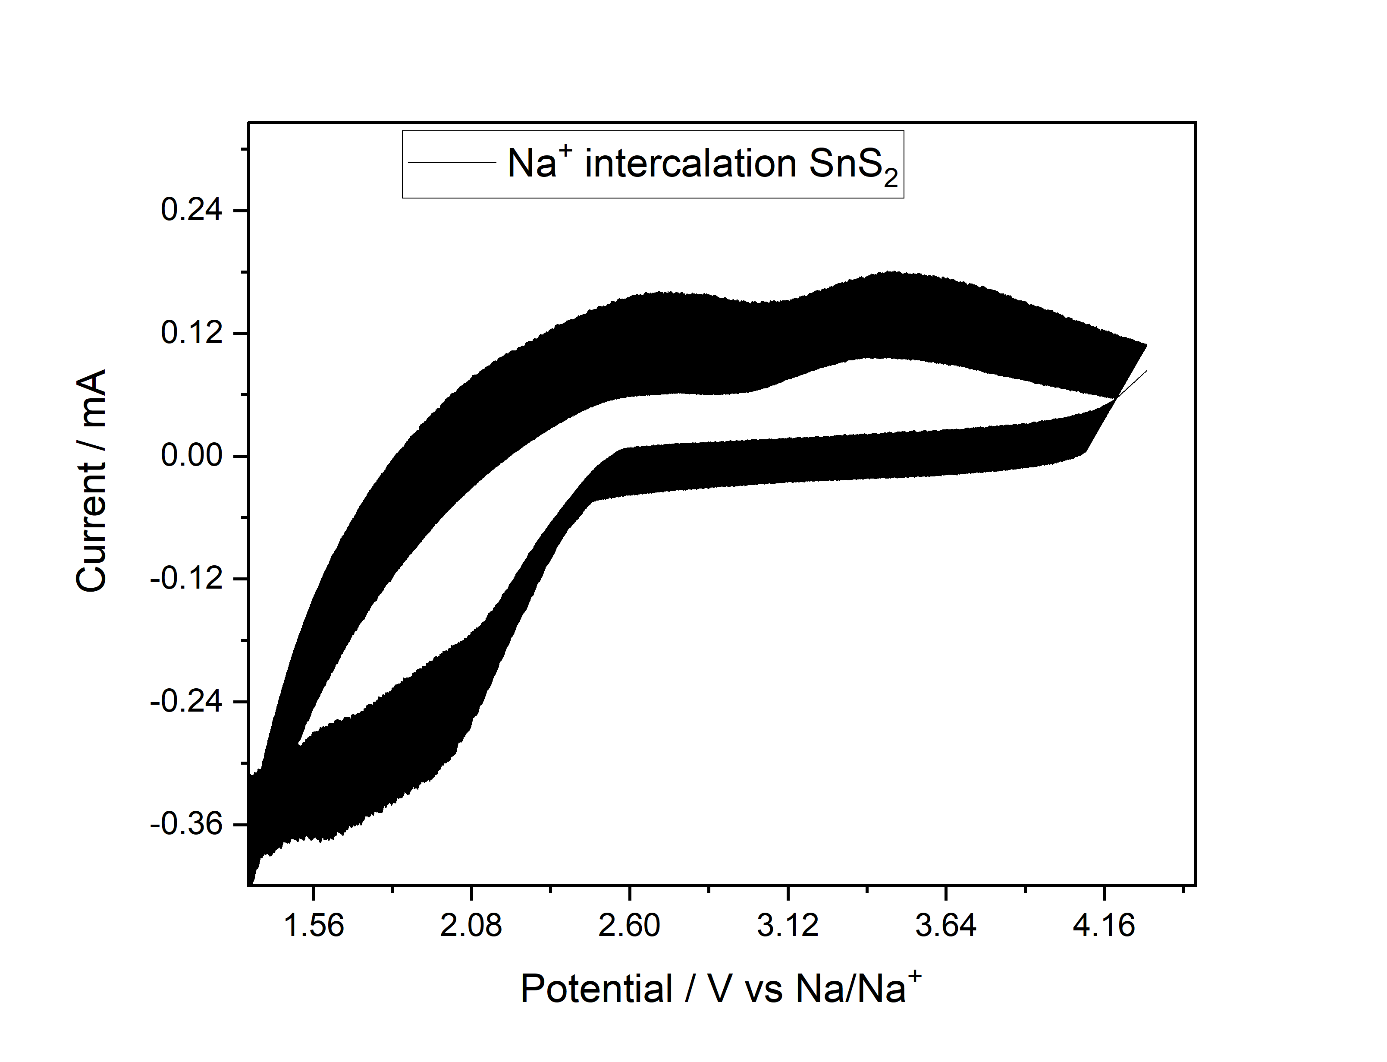 Na+ intercalation SnS2
0.24
0.12
0.00
-0.12
-0.24
-0.36
Current / mA
1.56 2.08 2.60 3.12 3.64 4.16
Potential / V vs Na/Na+